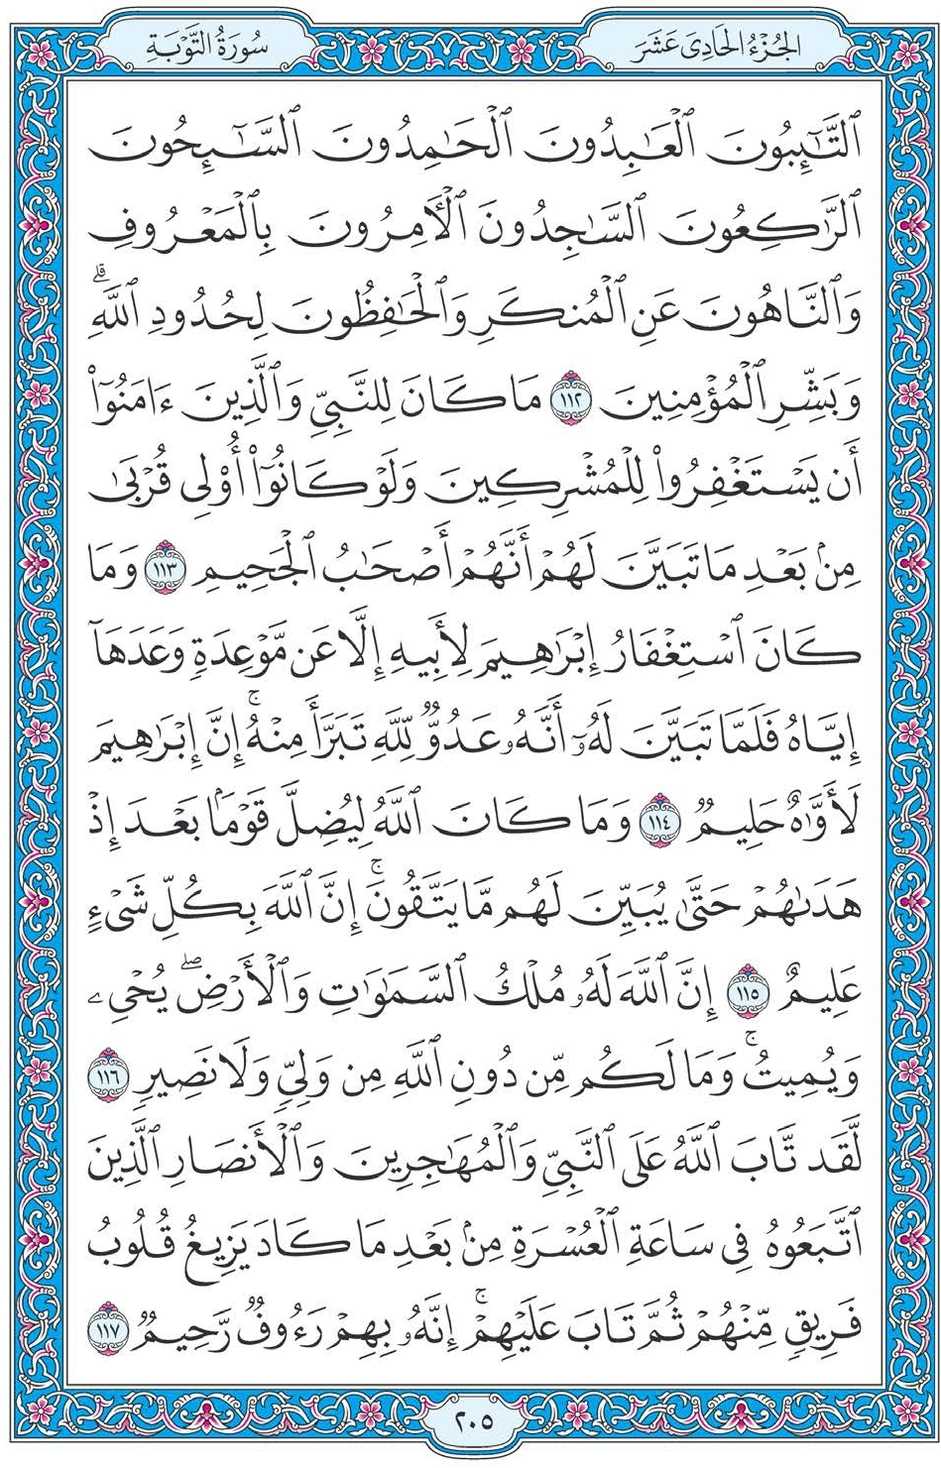 الجُزْءُ الحَادِى عَشَرَ
سُورَةُ التَّوْبَةِ
ٱلتَّـٰٓئِبُونَ ٱلْعَـٰبِدُونَ ٱلْحَـٰمِدُونَ ٱلسَّـٰٓئِحُونَ
ٱلرَّٰكِعُونَ ٱلسَّـٰجِدُونَ ٱلْأٓمِرُونَ بِٱلْمَعْرُوفِ
وَٱلنَّاهُونَ عَنِ ٱلْمُنكَرِ وَٱلْحَـٰفِظُونَ لِحُدُودِ ٱللَّهِ ۗ
وَبَشِّرِ ٱلْمُؤْمِنِينَ ١١٢ مَا كَانَ لِلنَّبِىِّ وَٱلَّذِينَ ءَامَنُوٓا۟
أَن يَسْتَغْفِرُوا۟ لِلْمُشْرِكِينَ وَلَوْ كَانُوٓا۟ أُو۟لِى قُرْبَىٰ
مِنۢ بَعْدِ مَا تَبَيَّنَ لَهُمْ أَنَّهُمْ أَصْحَـٰبُ ٱلْجَحِيمِ ١١٣ وَمَا
كَانَ ٱسْتِغْفَارُ إِبْرَٰهِيمَ لِأَبِيهِ إِلَّا عَن مَّوْعِدَةٍ وَعَدَهَآ
إِيَّاهُ فَلَمَّا تَبَيَّنَ لَهُۥٓ أَنَّهُۥ عَدُوٌّ لِّلَّهِ تَبَرَّأَ مِنْهُ ۚ إِنَّ إِبْرَٰهِيمَ
لَأَوَّٰهٌ حَلِيمٌ ١١٤ وَمَا كَانَ ٱللَّهُ لِيُضِلَّ قَوْمًۢا بَعْدَ إِذْ
هَدَىٰهُمْ حَتَّىٰ يُبَيِّنَ لَهُم مَّا يَتَّقُونَ ۚ إِنَّ ٱللَّهَ بِكُلِّ شَىْءٍ
عَلِيمٌ ١١٥ إِنَّ ٱللَّهَ لَهُۥ مُلْكُ ٱلسَّمَـٰوَٰتِ وَٱلْأَرْضِ ۖ يُحْىِۦ
وَيُمِيتُ ۚ وَمَا لَكُم مِّن دُونِ ٱللَّهِ مِن وَلِىٍّ وَلَا نَصِيرٍ ١١٦
لَّقَد تَّابَ ٱللَّهُ عَلَى ٱلنَّبِىِّ وَٱلْمُهَـٰجِرِينَ وَٱلْأَنصَارِ ٱلَّذِينَ
ٱتَّبَعُوهُ فِى سَاعَةِ ٱلْعُسْرَةِ مِنۢ بَعْدِ مَا كَادَ يَزِيغُ قُلُوبُ
فَرِيقٍ مِّنْهُمْ ثُمَّ تَابَ عَلَيْهِمْ ۚ إِنَّهُۥ بِهِمْ رَءُوفٌ رَّحِيمٌ ١١٧
٢٠٥